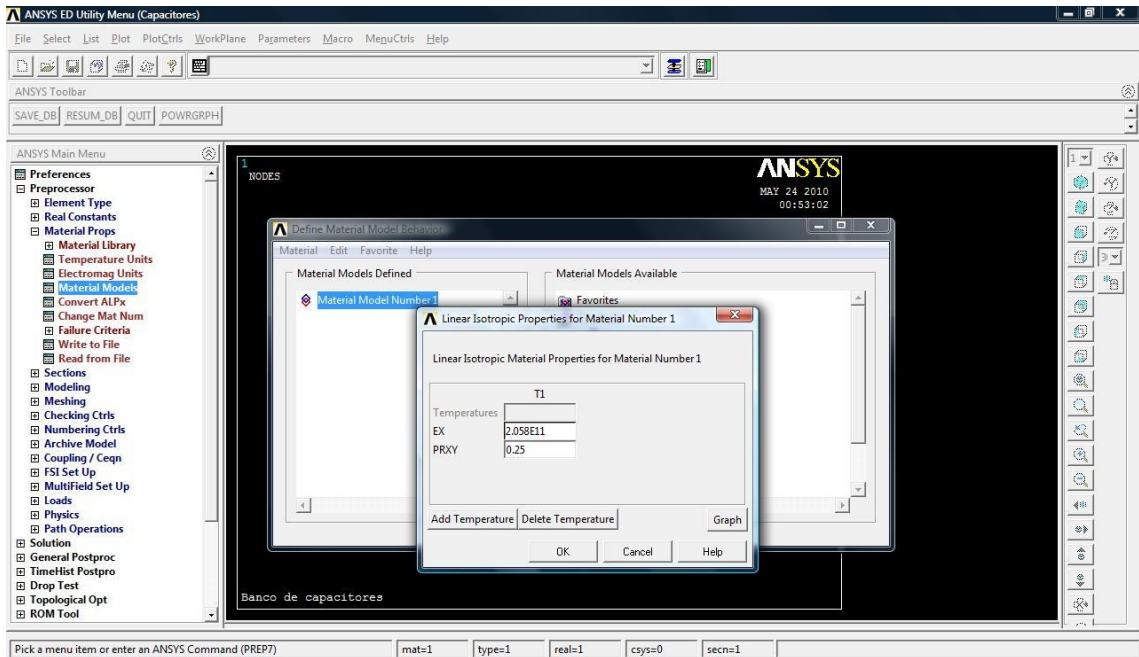 ANSYS ED Utility Menu (Capacitores)
File Select List Plot PlotCtrls WorkPlane Parameters Macro MenuCtrls Help
ANSYS Toolbar
SAVE_DB RESUM_DB QUIT POWRGRPH
ANSYS Main Menu
Preferences
Preprocessor
Element Type
Real Constants
Material Props
Material Library
Temperature Units
Electromag Units
Material Models
Convert ALPx
Change Mat Num
Failure Criteria
Write to File
Read from File
Sections
Modeling
Meshing
Checking Ctrls
Numbering Ctrls
Archive Model
Coupling / Ceqn
FSI Set Up
MultiField Set Up
Loads
Physics
Path Operations
Solution
General Postproc
TimeHist Postpro
Drop Test
Topological Opt
ROM Tool
1
NODES
ANSYS
MAY 24 2010
00:53:02
Define Material Model Behavior
Material Edit Favorite Help
Material Models Defined
Material Models Available
Material Model Number 1
Favorites
Linear Isotropic Properties for Material Number 1
Linear Isotropic Material Properties for Material Number 1
T1
Temperatures
EX 2.058E11
PRXY 0.25
Add Temperature Delete Temperature Graph
OK Cancel Help
Banco de capacitores
1
3
Pick a menu item or enter an ANSYS Command (PREP7) mat=1 type=1 real=1 csys=0 secn=1